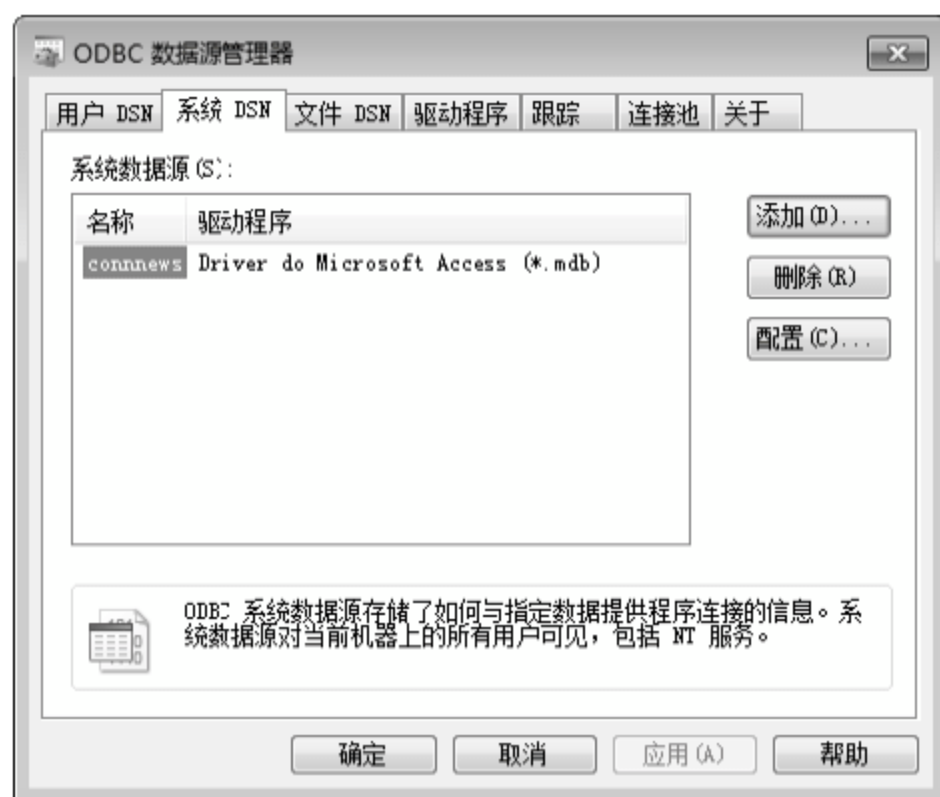 ODBC 数据源管理器
用户 DSN 系统 DSN 文件 DSN 驱动程序 跟踪 连接池 关于
系统数据源(S):
名称 驱动程序
connnews Driver do Microsoft Access (*.mdb)
添加(D)...
删除(R)
配置(C)...
ODBC 系统数据源存储了如何与指定数据提供程序连接的信息。系
统数据源对当前机器上的所有用户可见,包括 NT 服务。
确定 取消 应用(A) 帮助